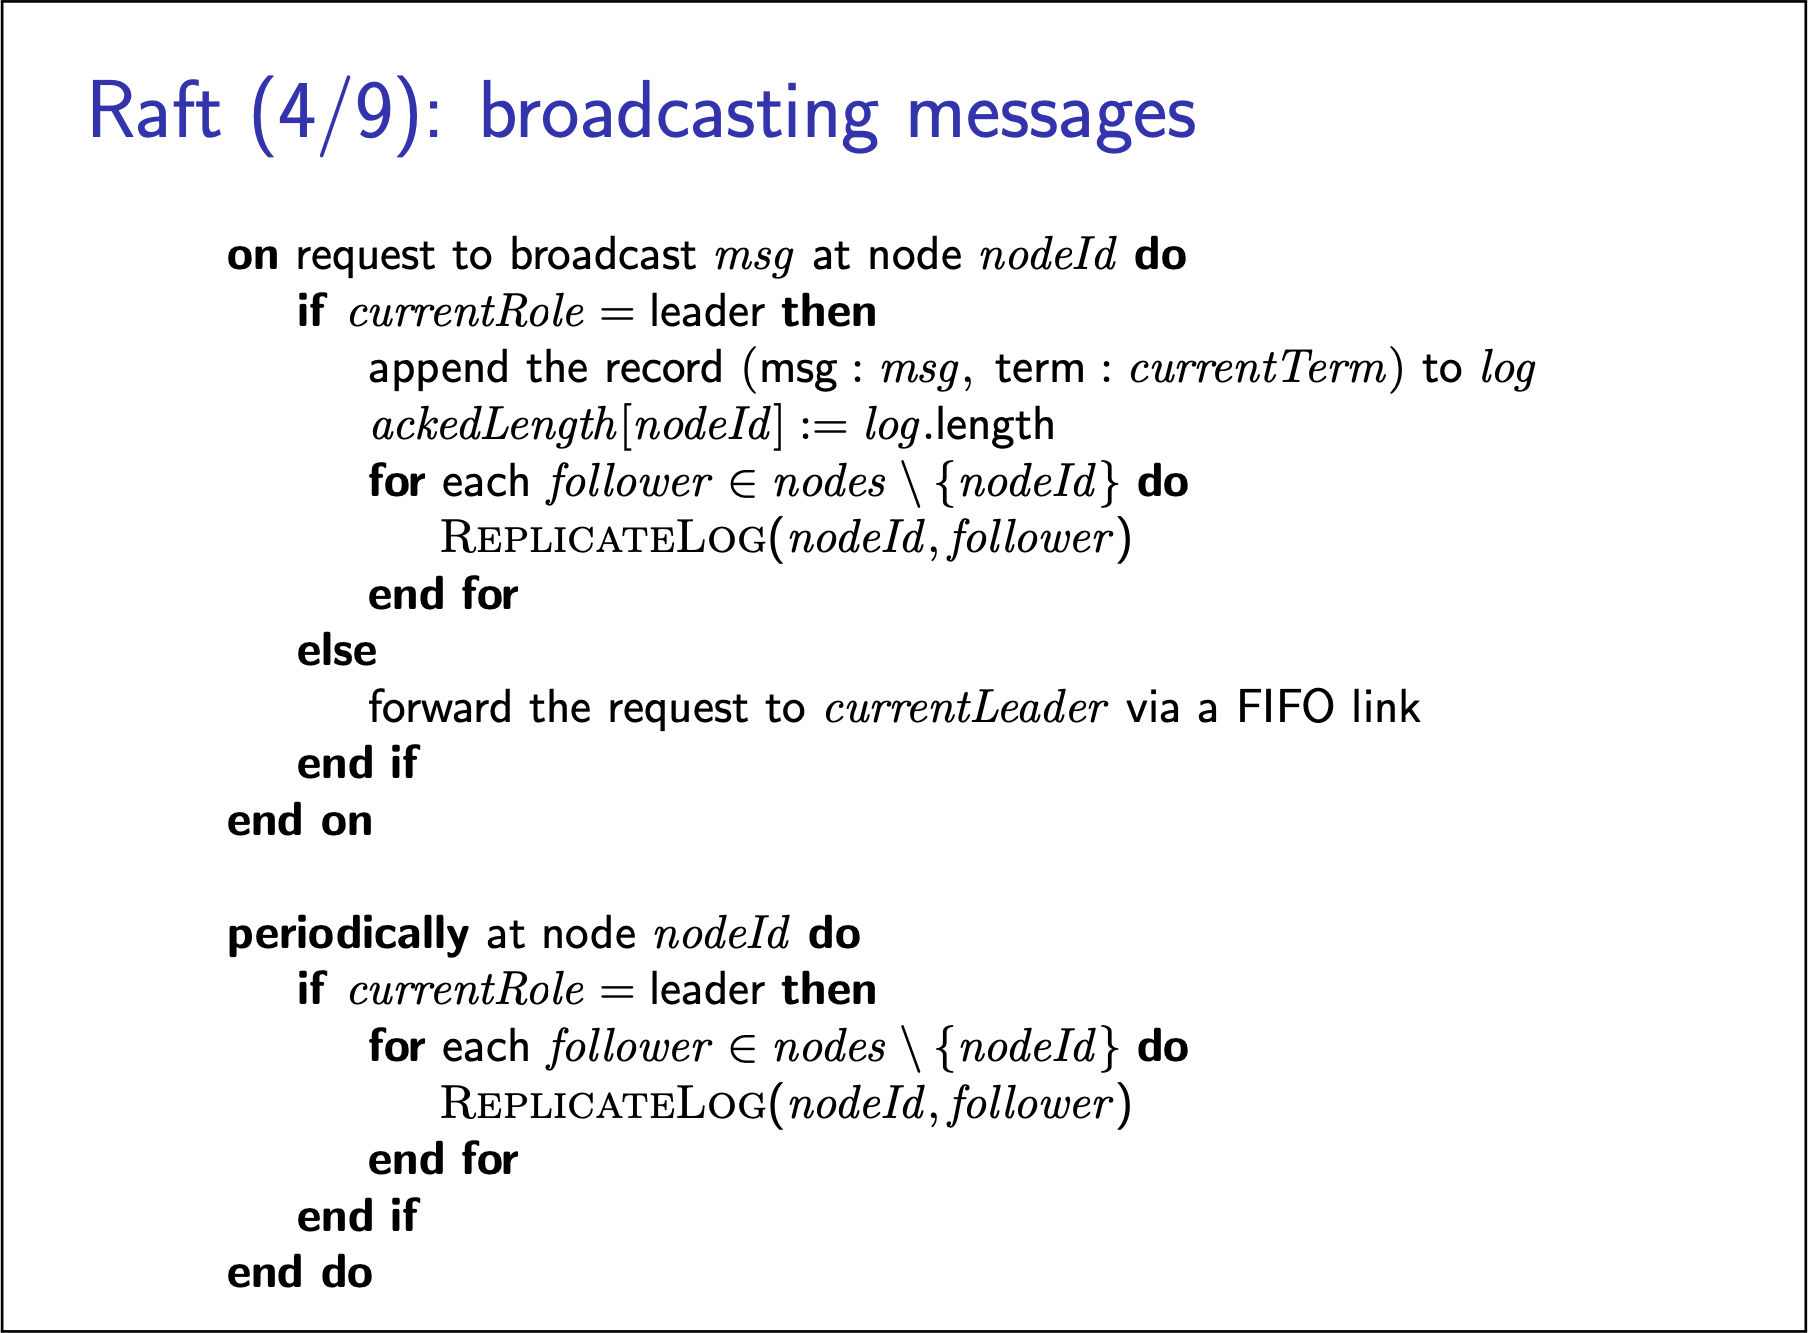 Raft (4/9): broadcasting messages
on request to broadcast msg at node nodeId do
if currentRole = leader then
append the record (msg : msg, term : currentTerm) to log
ackedLength[nodeId] := log.length
for each follower ∈ nodes \ {nodeId} do
REPLICATELOG(nodeId, follower)
end for
else
forward the request to currentLeader via a FIFO link
end if
end on
periodically at node nodeId do
if currentRole = leader then
for each follower ∈ nodes \ {nodeId} do
REPLICATELOG(nodeId, follower)
end for
end if
end do